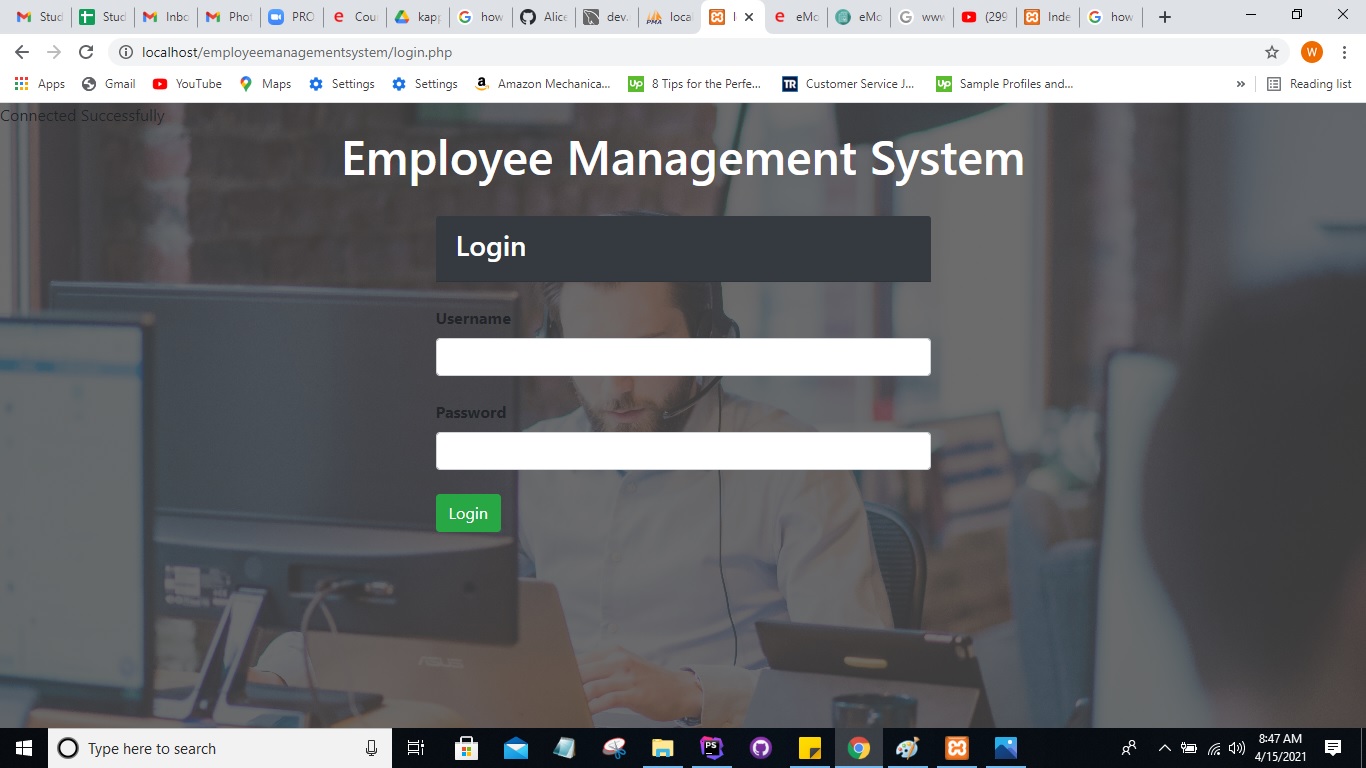 Stud
Stud
Inbo
Phot
PRO
Cou
kapp
how
Alice
dev.
loca
eMo
eMo
www
(299
Inde
how
localhost/employeemanagementsystem/login.php
W
Apps
Gmail
YouTube
Maps
Settings
Settings
Amazon Mechanica...
8 Tips for the Perfe...
Customer Service J...
Sample Profiles and...
Reading list
Connected Successfully
Employee Management System
Login
Username
Password
Login
ASUS
Type here to search
8:47 AM
4/15/2021